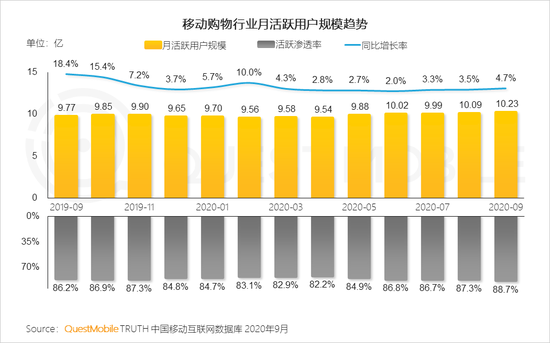 移动购物行业月活跃用户规模趋势
单位：亿
月活跃用户规模 活跃渗透率 同比增长率
18.4% 15.4% 7.2% 3.7% 5.7% 10.0% 4.3% 2.8% 2.7% 2.0% 3.3% 3.5% 4.7%
15
10
5
0
9.77 9.85 9.90 9.65 9.70 9.56 9.58 9.54 9.88 10.02 9.99 10.09 10.23
QUEST MOBILE
2019-09 2019-11 2020-01 2020-03 2020-05 2020-07 2020-09
0%
35%
70%
86.2% 86.9% 87.3% 84.8% 84.7% 83.1% 82.9% 82.2% 84.9% 86.8% 86.7% 87.3% 88.7%
Source：QuestMobile TRUTH 中国移动互联网数据库 2020年9月